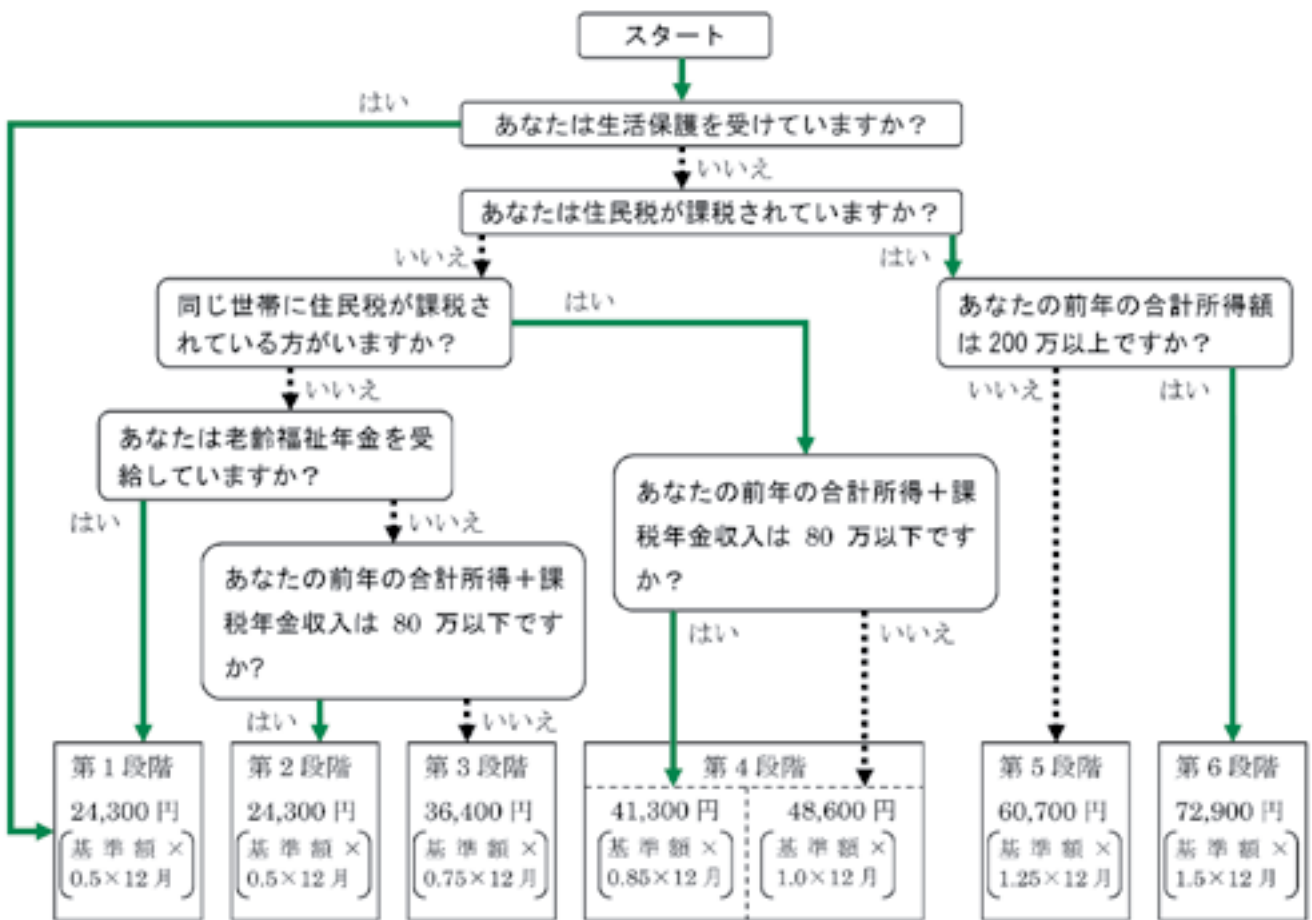 スタート
はい
あなたは生活保護を受けていますか？
いいえ
あなたは住民税が課税されていますか？
いいえ
はい
同じ世帯に住民税が課税さ
れている方がいますか？
はい
あなたの前年の合計所得額
は 200 万以上ですか？
いいえ
いいえ
はい
あなたは老齢福祉年金を受
給していますか？
はい
いいえ
あなたの前年の合計所得＋課
税年金収入は 80 万以下です
か？
あなたの前年の合計所得＋課
税年金収入は 80 万以下です
か?
はい
いいえ
はい
いいえ
第 1 段階
24,300 円
基 準 額 ×
0.5×12 月
第 2 段階
24,300 円
基 準 額 ×
0.5×12 月
第 3 段階
36,400 円
基 準 額 ×
0.75×12 月
第 4 段階
41,300 円
基 準 額 ×
0.85×12 月
48,600 円
基 準 額 ×
1.0×12 月
第 5 段階
60,700 円
基 準 額 ×
1.25×12 月
第 6 段階
72,900 円
基 準 額 ×
1.5×12 月